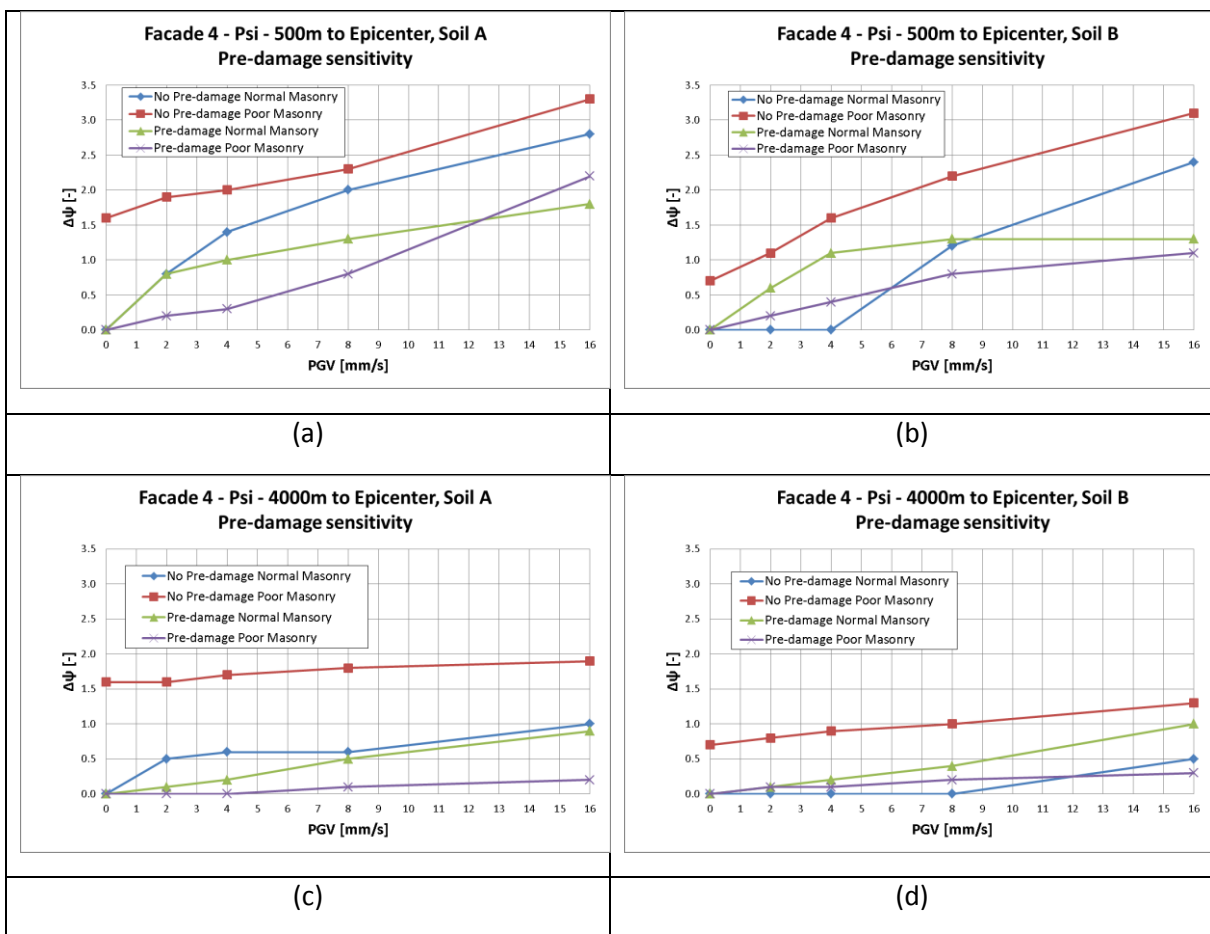 Facade 4 - Psi - 500m to Epicenter, Soil A
Pre-damage sensitivity
3.5
3.0
2.5
2.0
1.5
1.0
0.5
0.0
Δψ [-]
No Pre-damage Normal Masonry
No Pre-damage Poor Masonry
Pre-damage Normal Mansory
Pre-damage Poor Masonry
0 1 2 3 4 5 6 7 8 9 10 11 12 13 14 15 16
PGV [mm/s]
(a)
Facade 4 - Psi - 500m to Epicenter, Soil B
Pre-damage sensitivity
3.5
3.0
2.5
2.0
1.5
1.0
0.5
0.0
Δψ [-]
No Pre-damage Normal Masonry
No Pre-damage Poor Masonry
Pre-damage Normal Mansory
Pre-damage Poor Masonry
0 1 2 3 4 5 6 7 8 9 10 11 12 13 14 15 16
PGV [mm/s]
(b)
Facade 4 - Psi - 4000m to Epicenter, Soil A
Pre-damage sensitivity
3.5
3.0
2.5
2.0
1.5
1.0
0.5
0.0
Δψ [-]
No Pre-damage Normal Masonry
No Pre-damage Poor Masonry
Pre-damage Normal Mansory
Pre-damage Poor Masonry
0 1 2 3 4 5 6 7 8 9 10 11 12 13 14 15 16
PGV [mm/s]
(c)
Facade 4 - Psi - 4000m to Epicenter, Soil B
Pre-damage sensitivity
3.5
3.0
2.5
2.0
1.5
1.0
0.5
0.0
Δψ [-]
No Pre-damage Normal Masonry
No Pre-damage Poor Masonry
Pre-damage Normal Mansory
Pre-damage Poor Masonry
0 1 2 3 4 5 6 7 8 9 10 11 12 13 14 15 16
PGV [mm/s]
(d)